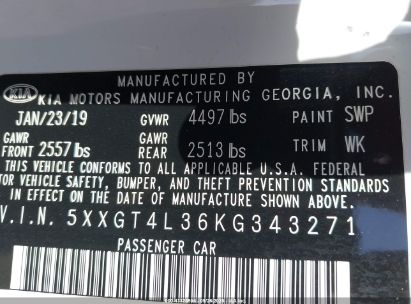 MANUFACTURED BY
KIA KIA MOTORS MANUFACTURING GEORGIA, INC.
JAN/23/19 GVWR 4497 lbs PAINT SWP
GAWR FRONT 2557 lbs GAWR REAR 2513 lbs TRIM WK
THIS VEHICLE CONFORMS TO ALL APPLICABLE U.S.A. FEDERAL
MOTOR VEHICLE SAFETY, BUMPER, AND THEFT PREVENTION STANDARDS
IN EFFECT ON THE DATE OF MANUFACTURE SHOWN ABOVE.
V.I.N. 5XXGT4L36KG343271
PASSENGER CAR